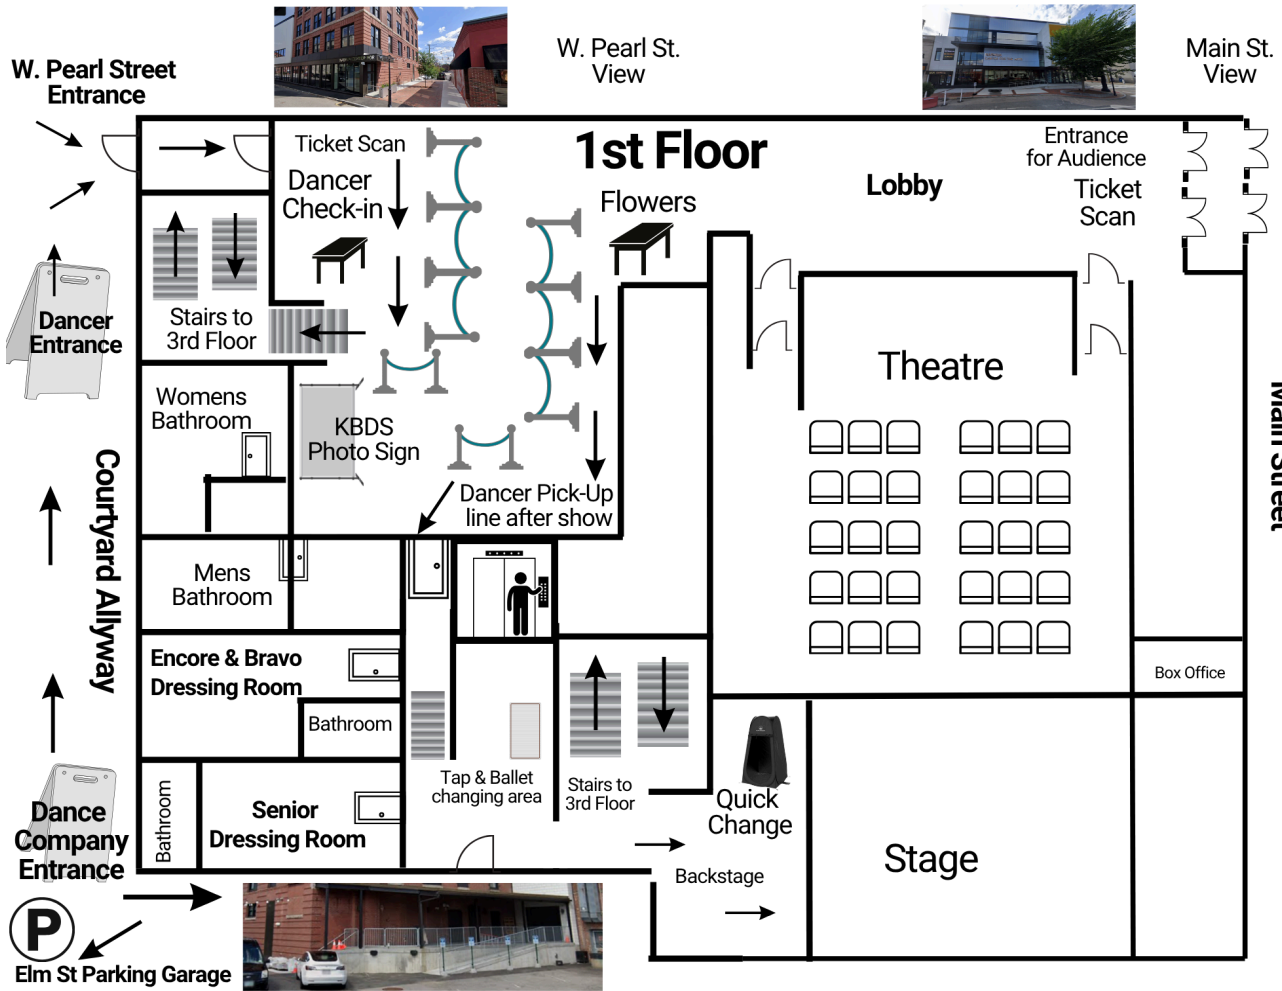 W. Pearl Street
Entrance
W. Pearl St.
View
Main St.
View
1st Floor
Ticket Scan
Dancer
Check-in
Flowers
Lobby
Entrance
for Audience
Ticket
Scan
Stairs to
3rd Floor
Dancer
Entrance
Womens
Bathroom
KBDS
Photo Sign
Theatre
Main Street
Dancer Pick-Up
line after show
Courtyard Allyway
Mens
Bathroom
Encore & Bravo
Dressing Room
Bathroom
Box Office
Tap & Ballet
changing area
Stairs to
3rd Floor
Quick
Change
Dance
Company
Entrance
Bathroom
Senior
Dressing Room
Backstage
Stage
P
Elm St Parking Garage